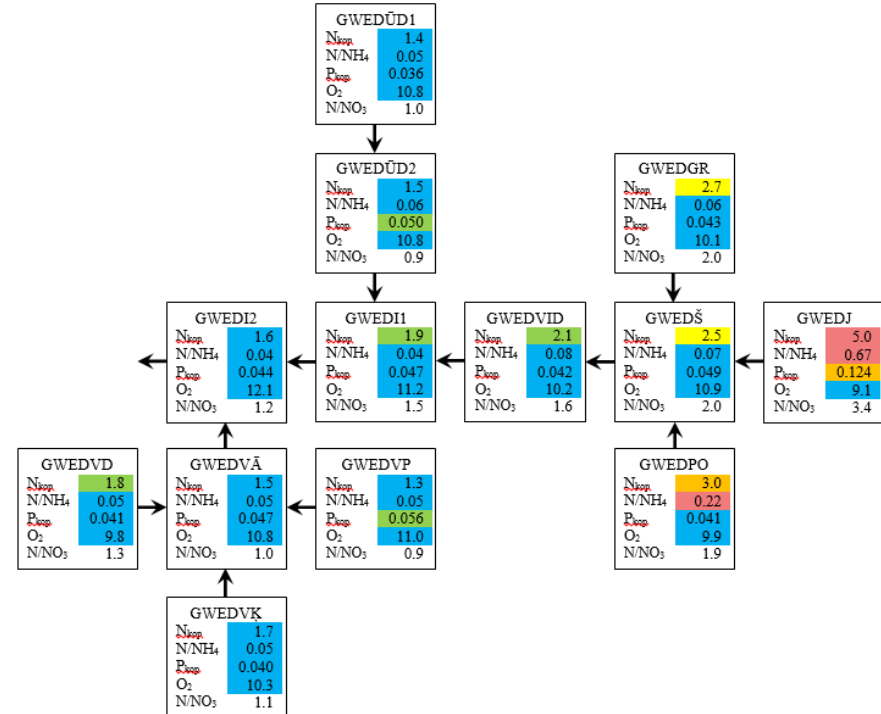 GWEDŪD1
Nkop 1.4
N/NH₄ 0.05
Pkop 0.036
O₂ 10.8
N/NO₃ 1.0
GWEDŪD2
Nkop 1.5
N/NH₄ 0.06
Pkop 0.050
O₂ 10.8
N/NO₃ 0.9
GWEDGR
Nkop 2.7
N/NH₄ 0.06
Pkop 0.043
O₂ 10.1
N/NO₃ 2.0
GWEDI2
Nkop 1.6
N/NH₄ 0.04
Pkop 0.044
O₂ 12.1
N/NO₃ 1.2
GWEDI1
Nkop 1.9
N/NH₄ 0.04
Pkop 0.047
O₂ 11.2
N/NO₃ 1.5
GWEDVID
Nkop 2.1
N/NH₄ 0.08
Pkop 0.042
O₂ 10.2
N/NO₃ 1.6
GWEDŠ
Nkop 2.5
N/NH₄ 0.07
Pkop 0.049
O₂ 10.9
N/NO₃ 2.0
GWEDJ
Nkop 5.0
N/NH₄ 0.67
Pkop 0.124
O₂ 9.1
N/NO₃ 3.4
GWEDVD
Nkop 1.8
N/NH₄ 0.05
Pkop 0.041
O₂ 9.8
N/NO₃ 1.3
GWEDVĀ
Nkop 1.5
N/NH₄ 0.05
Pkop 0.047
O₂ 10.8
N/NO₃ 1.0
GWEDVP
Nkop 1.3
N/NH₄ 0.05
Pkop 0.056
O₂ 11.0
N/NO₃ 0.9
GWEDPO
Nkop 3.0
N/NH₄ 0.22
Pkop 0.041
O₂ 9.9
N/NO₃ 1.9
GWEDVĶ
Nkop 1.7
N/NH₄ 0.05
Pkop 0.040
O₂ 10.3
N/NO₃ 1.1